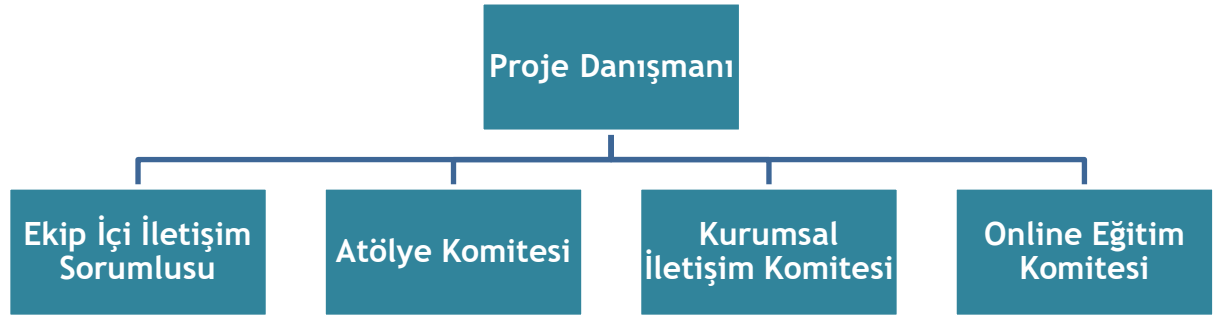 Proje Danışmanı
Ekip İçi İletişim
Sorumlusu
Atölye Komitesi
Kurumsal
İletişim Komitesi
Online Eğitim
Komitesi